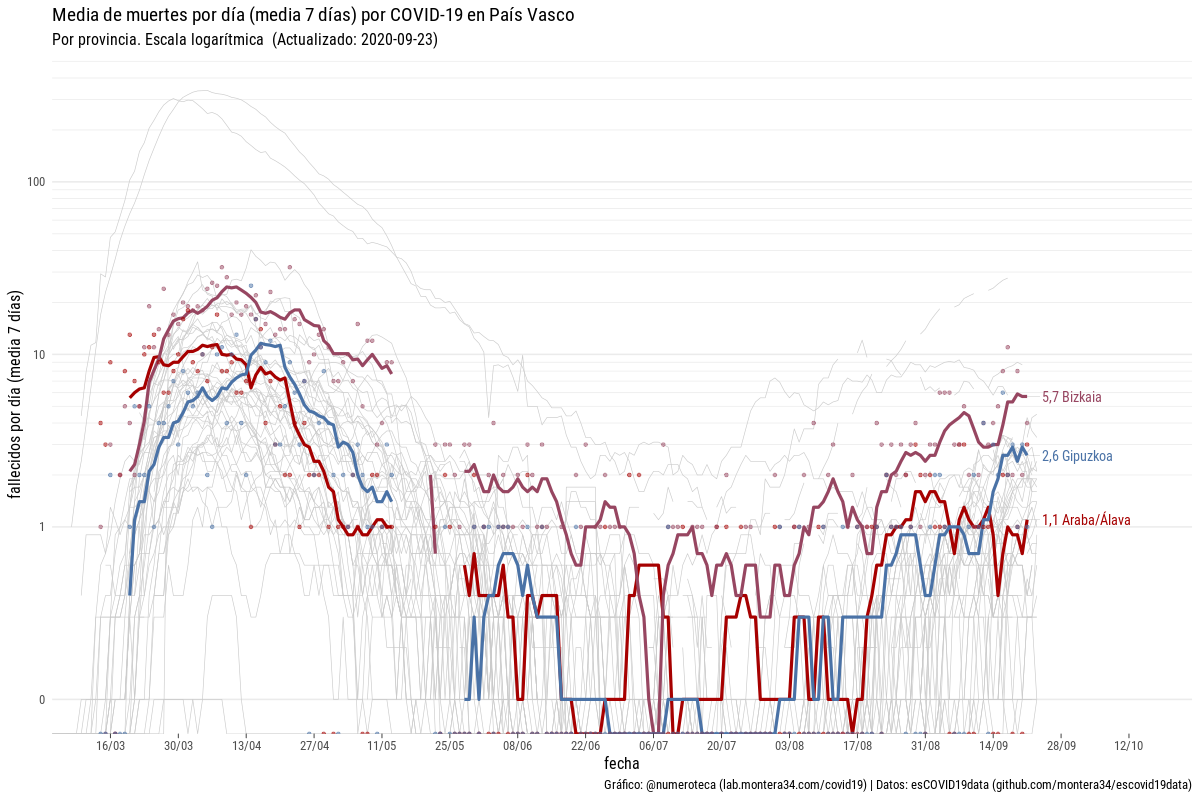 Media de muertes por día (media 7 días) por COVID-19 en País Vasco
Por provincia. Escala logarítmica  (Actualizado: 2020-09-23)
fallecidos por día (media  7 días)
100
10
1
0
5,7 Bizkaia
2,6 Gipuzkoa
1,1 Araba/Álava
16/03 30/03 13/04 27/04 11/05 25/05 08/06 22/06 06/07 20/07 03/08 17/08 31/08 14/09 28/09 12/10
fecha
Gráfico: @numeroteca (lab.montera34.com/covid19) | Datos: esCOVID19data (github.com/montera34/escovid19data)